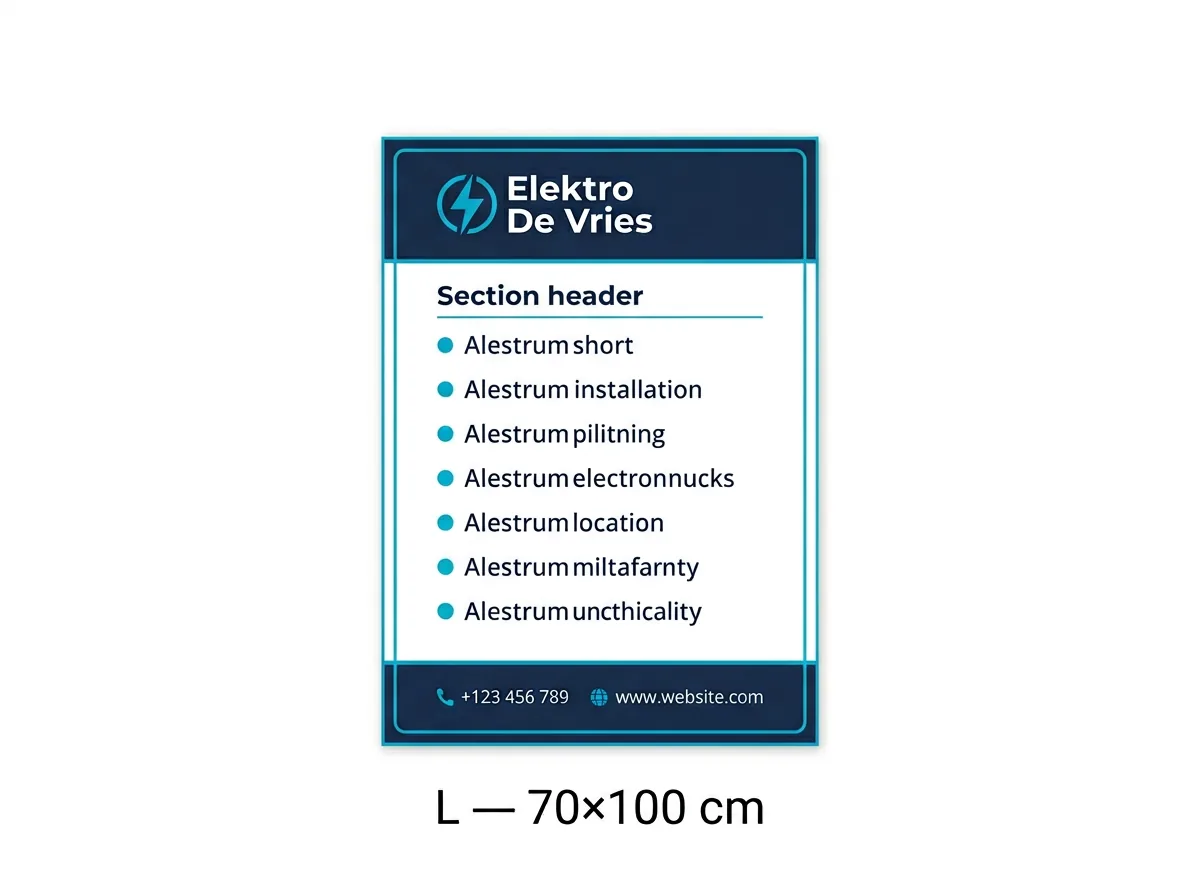 Elektro
De Vries
Section header
Alestrum short
Alestrum installation
Alestrum pilitning
Alestrum electronnucks
Alestrum location
Alestrum miltafarnty
Alestrum uncthicality
+123 456 789 www.website.com
L — 70×100 cm